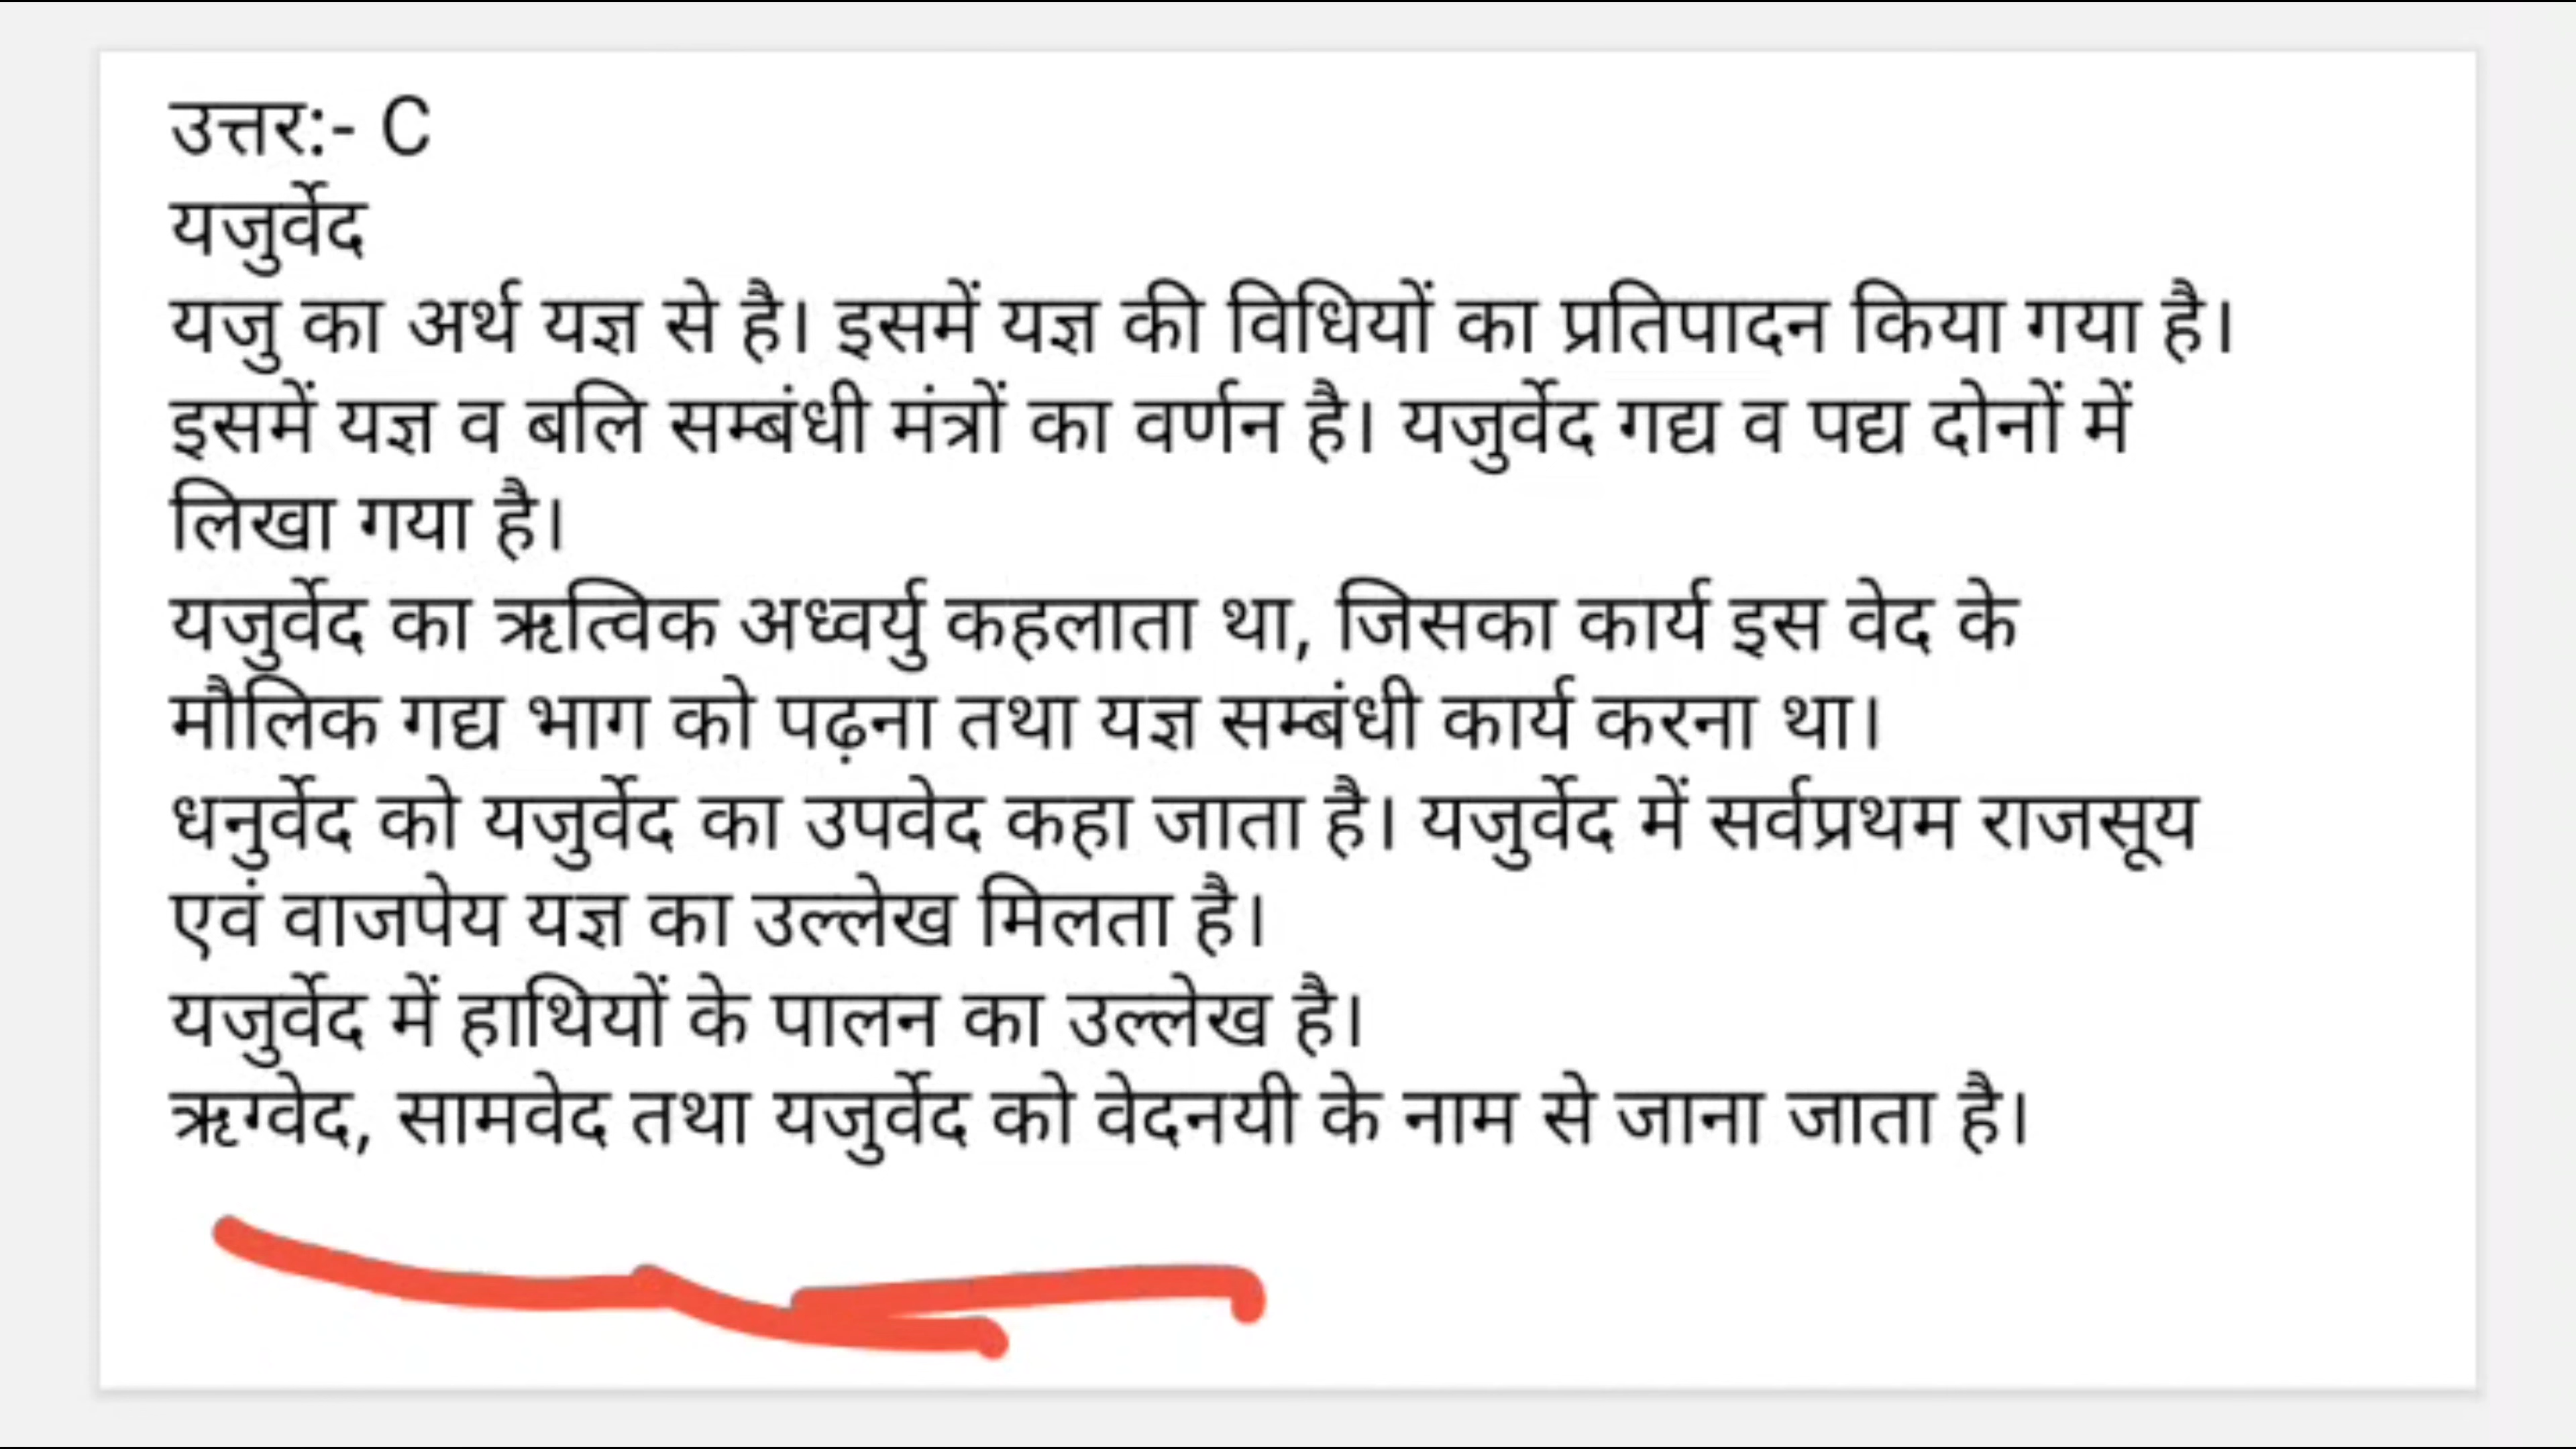 उत्तर:- C
यजुर्वेद
यजु का अर्थ यज्ञ से है। इसमें यज्ञ की विधियों का प्रतिपादन किया गया है।
इसमें यज्ञ व बलि सम्बंधी मंत्रों का वर्णन है। यजुर्वेद गद्य व पद्य दोनों में
लिखा गया है।
यजुर्वेद का ऋत्विक अध्वर्यु कहलाता था, जिसका कार्य इस वेद के
मौलिक गद्य भाग को पढ़ना तथा यज्ञ सम्बंधी कार्य करना था।
धनुर्वेद को यजुर्वेद का उपवेद कहा जाता है। यजुर्वेद में सर्वप्रथम राजसूय
एवं वाजपेय यज्ञ का उल्लेख मिलता है।
यजुर्वेद में हाथियों के पालन का उल्लेख है।
ऋग्वेद, सामवेद तथा यजुर्वेद को वेदनयी के नाम से जाना जाता है।